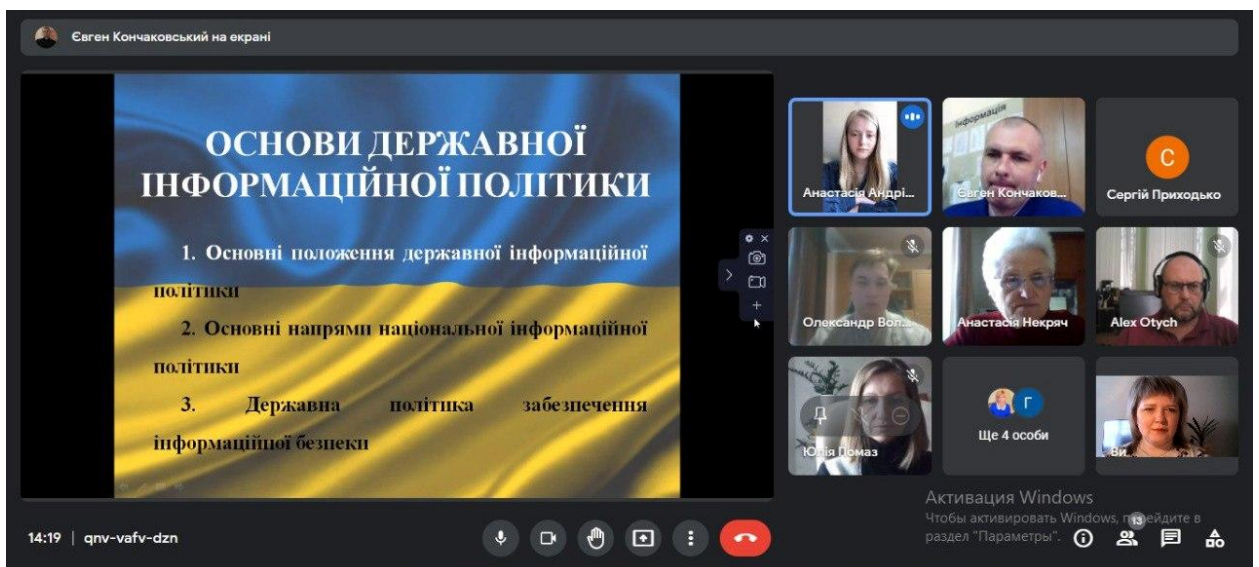 Євген Кончаковський на екрані
ОСНОВИ ДЕРЖАВНОЇ
ІНФОРМАЦІЙНОЇ ПОЛІТИКИ
1. Основні положення державної інформаційної
політики
2. Основні напрями національної інформаційної
політики
3. Державна політика забезпечення
інформаційної безпеки
Інформація
Анастасія Андрі...
Євген Кончаков...
С
Сергій Приходько
Олександр Вол...
Анастасія Некряч
Alex Otych
Юлія Помаз
Г
Ще 4 особи
Ви
Активация Windows
Чтобы активировать Windows, перейдите в
раздел "Параметры".
13
14:19 | qnv-vafv-dzn